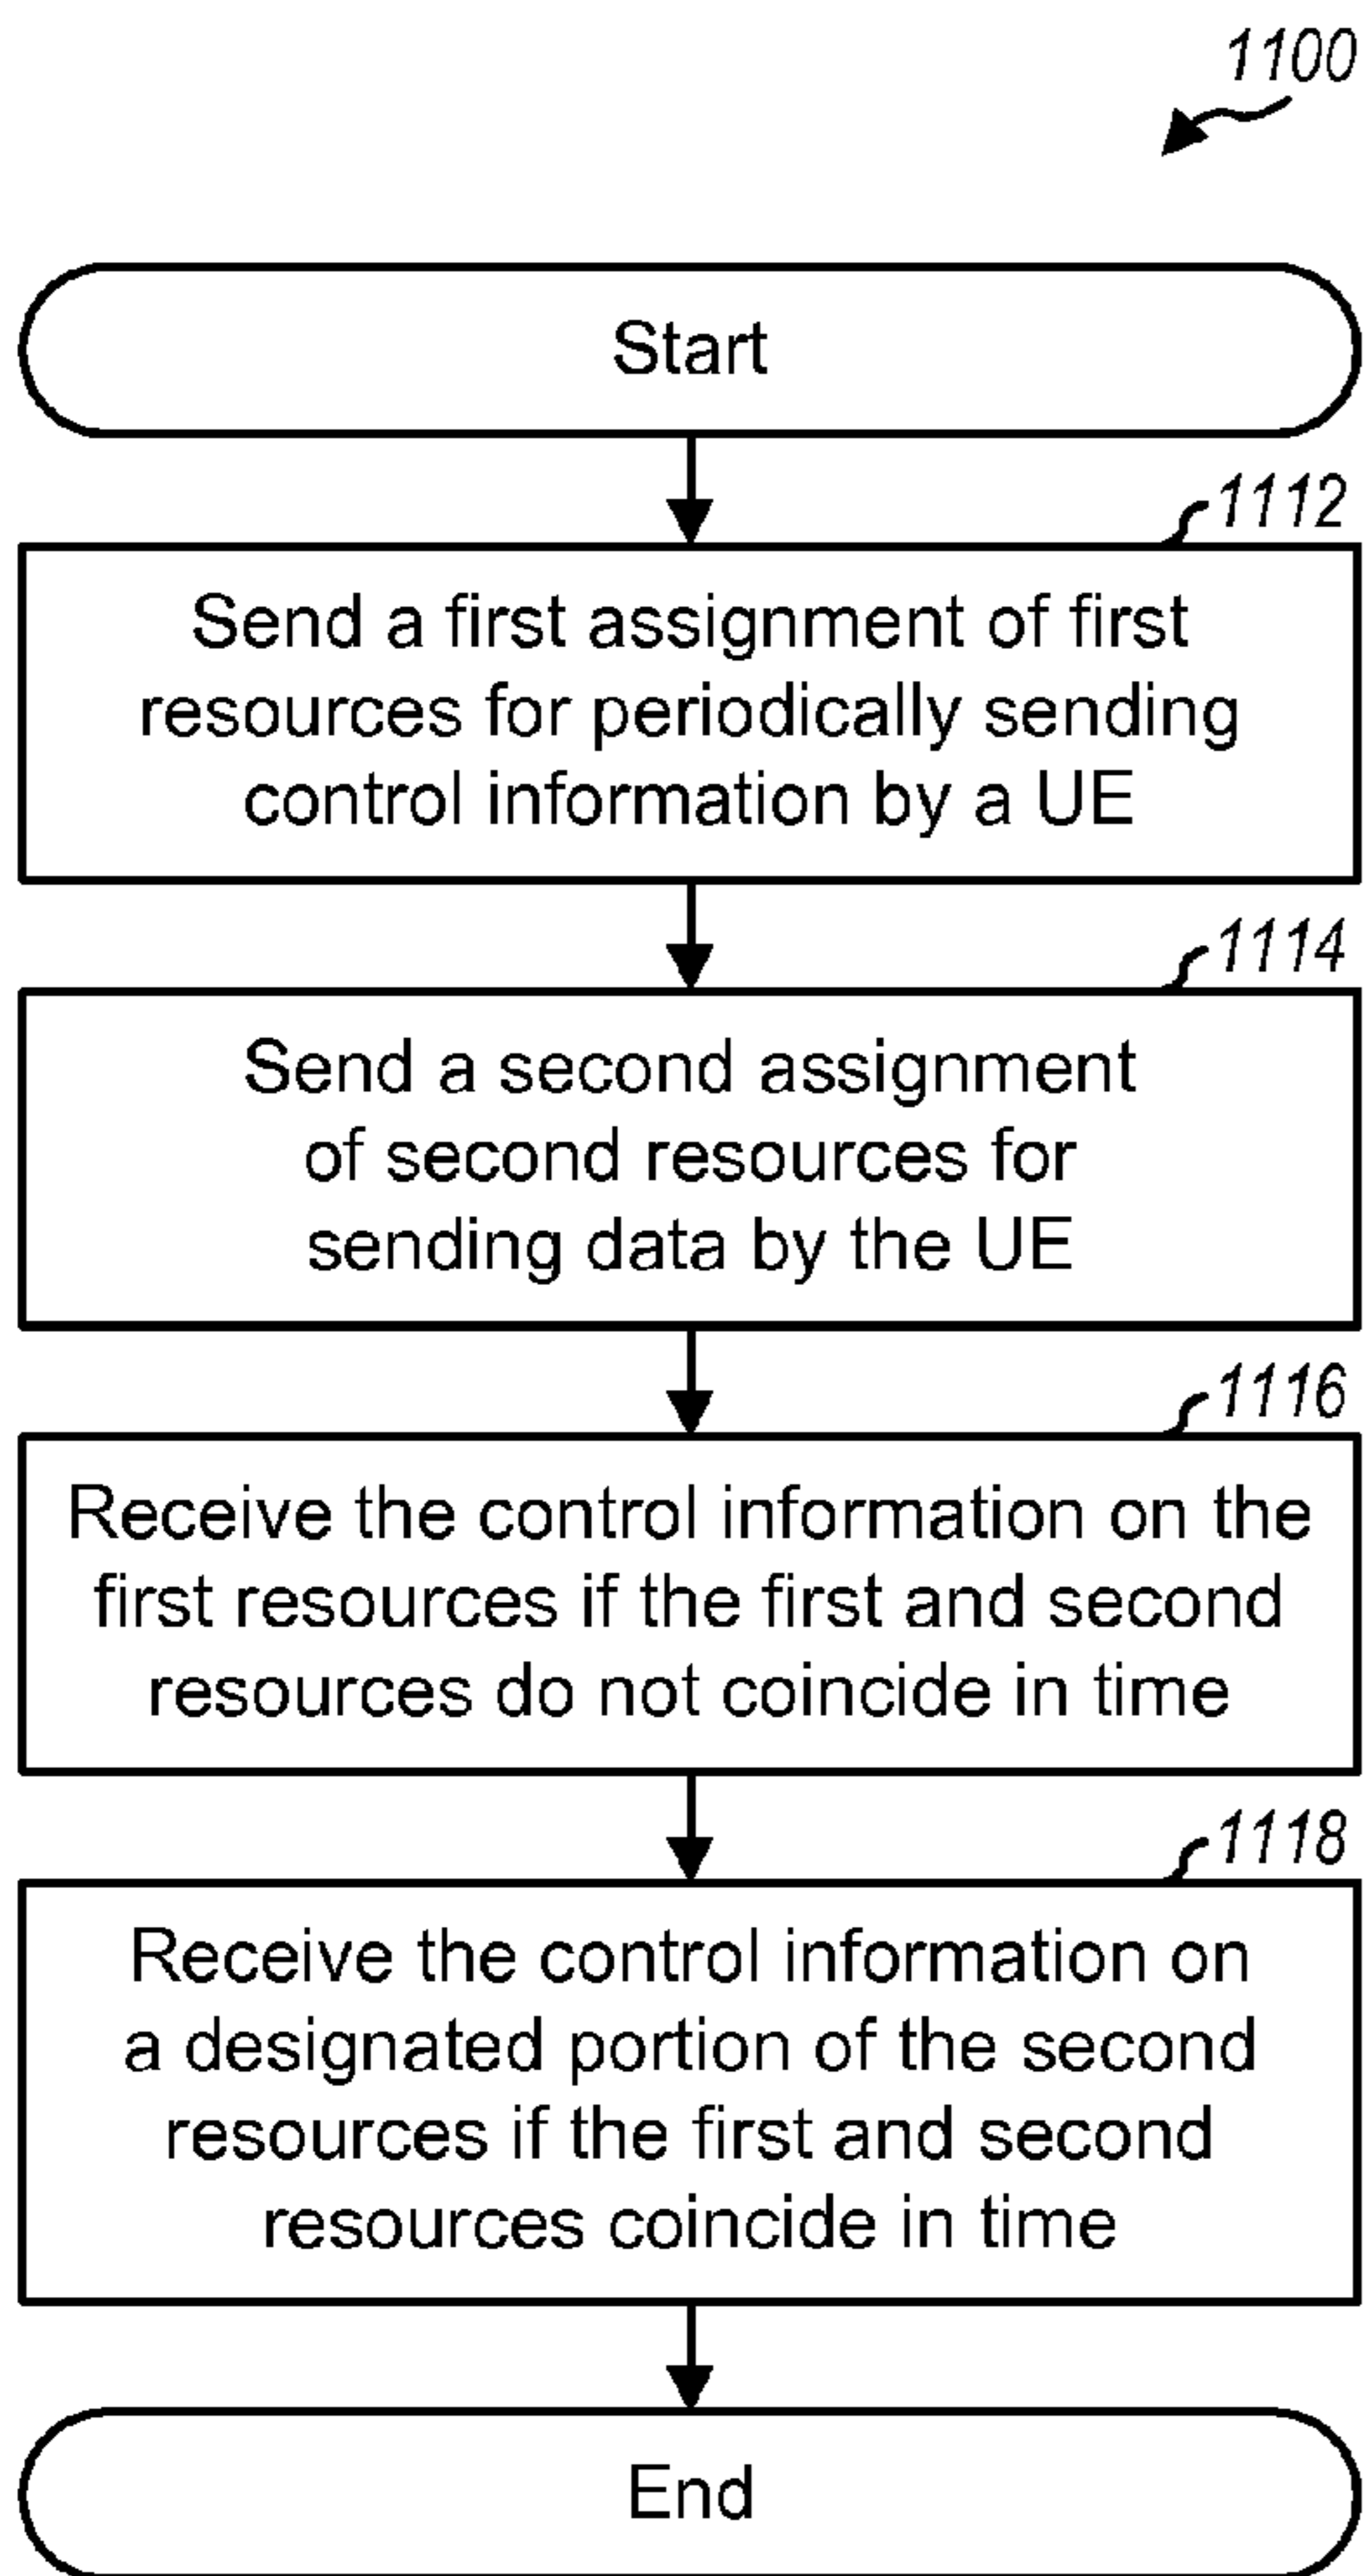 1100
Start
1112
Send a first assignment of first
resources for periodically sending
control information by a UE
1114
Send a second assignment
of second resources for
sending data by the UE
1116
Receive the control information on the
first resources if the first and second
resources do not coincide in time
1118
Receive the control information on
a designated portion of the second
resources if the first and second
resources coincide in time
End